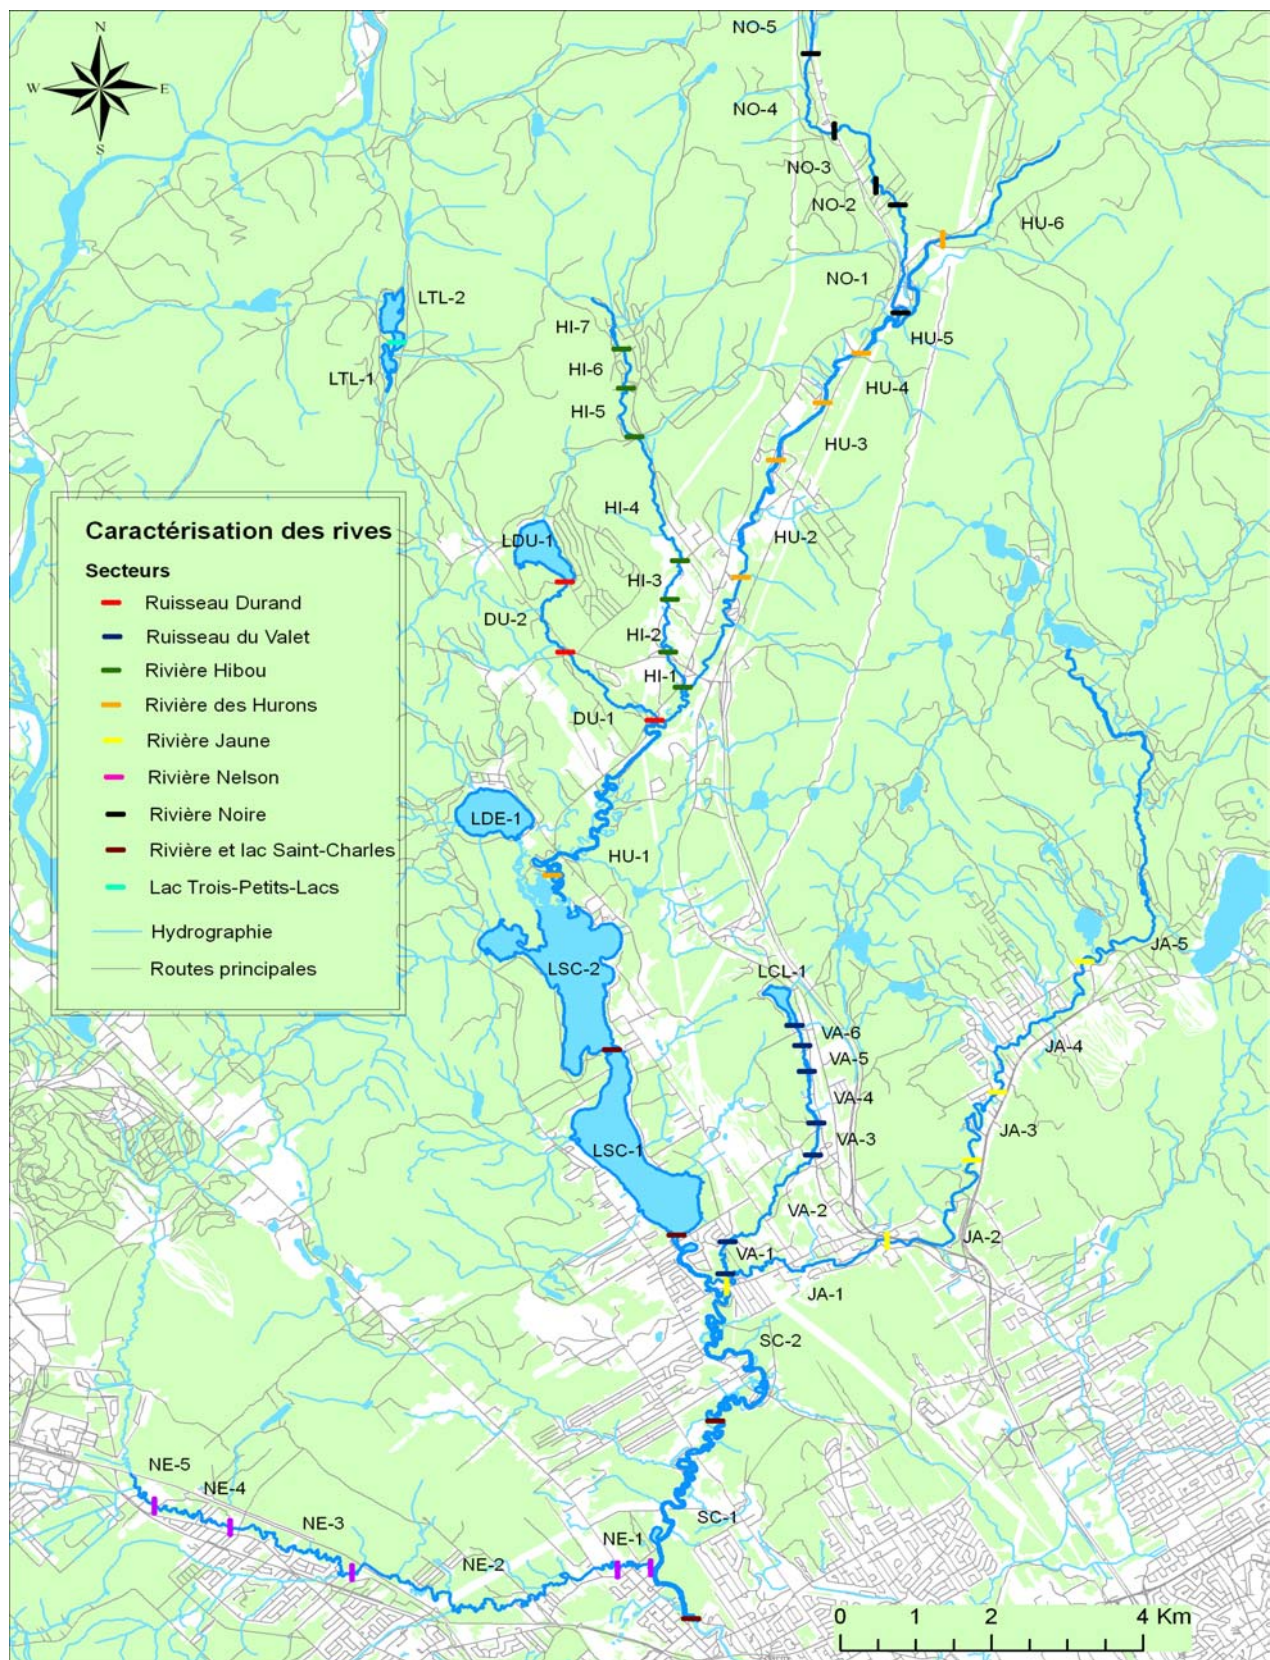 NO-5
N
W
E
S
NO-4
NO-3
NO-2
HU-6
NO-1
LTL-2
HI-7
HU-5
HU-4
LTL-1
HI-6
HI-5
HU-3
HI-4
HU-2
LDU-1
HI-3
DU-2
HI-2
HI-1
DU-1
Caractérisation des rives
Secteurs
Ruisseau Durand
Ruisseau du Valet
Rivière Hibou
Rivière des Hurons
Rivière Jaune
Rivière Nelson
Rivière Noire
Rivière et lac Saint-Charles
Lac Trois-Petits-Lacs
Hydrographie
Routes principales
LDE-1
HU-1
JA-5
LSC-2
LCL-1
VA-6
JA-4
VA-5
VA-4
JA-3
VA-3
LSC-1
VA-2
JA-2
VA-1
JA-1
SC-2
NE-5
NE-4
NE-3
NE-2
NE-1
SC-1
0 1 2 4 Km